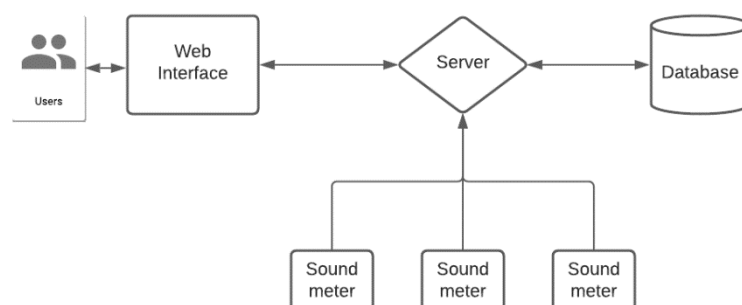 Users
Web
Interface
Server
Database
Sound
meter
Sound
meter
Sound
meter